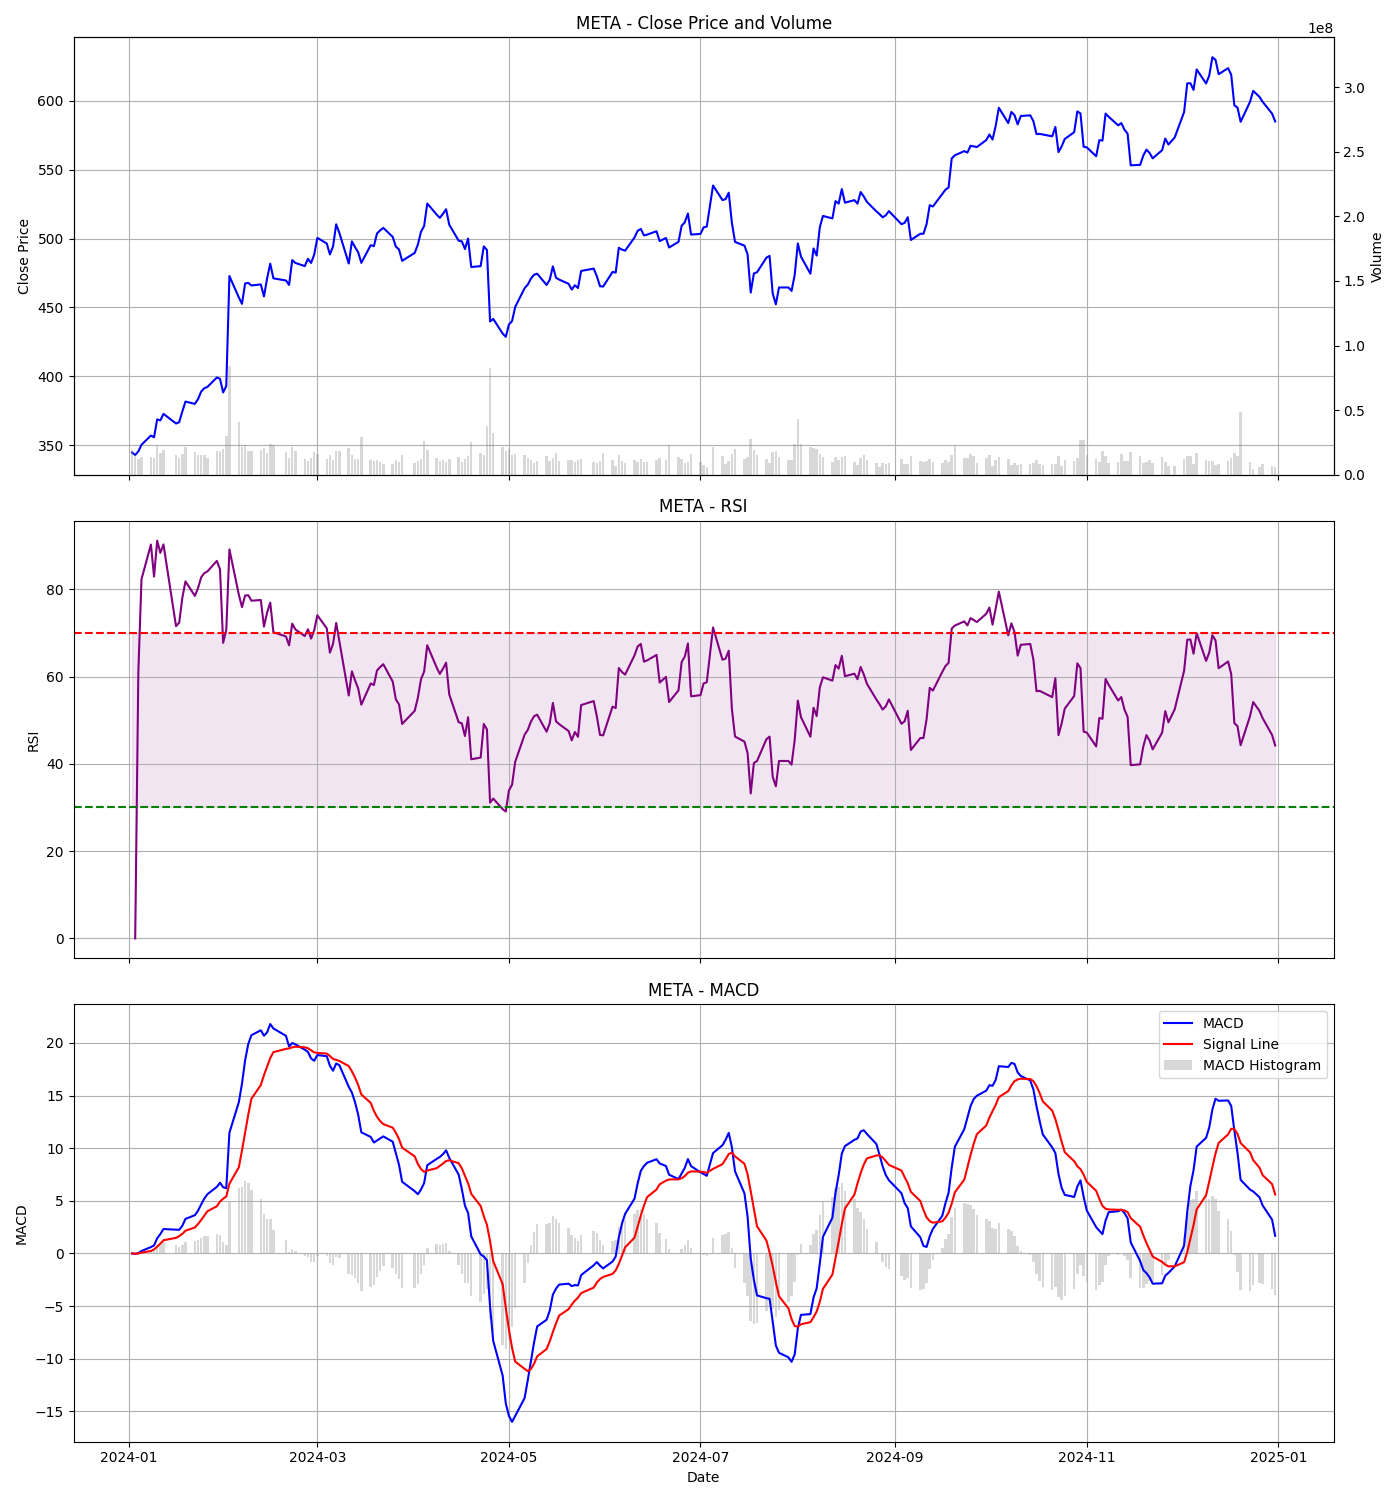 META - Close Price and Volume
1e8
600
550
500
450
400
350
Close Price
3.0
2.5
2.0
1.5
1.0
0.5
0.0
Volume
META - RSI
80
60
40
20
0
RSI
META - MACD
20
15
10
5
0
−5
−10
−15
MACD
MACD
Signal Line
MACD Histogram
2024-01
2024-03
2024-05
2024-07
2024-09
2024-11
2025-01
Date